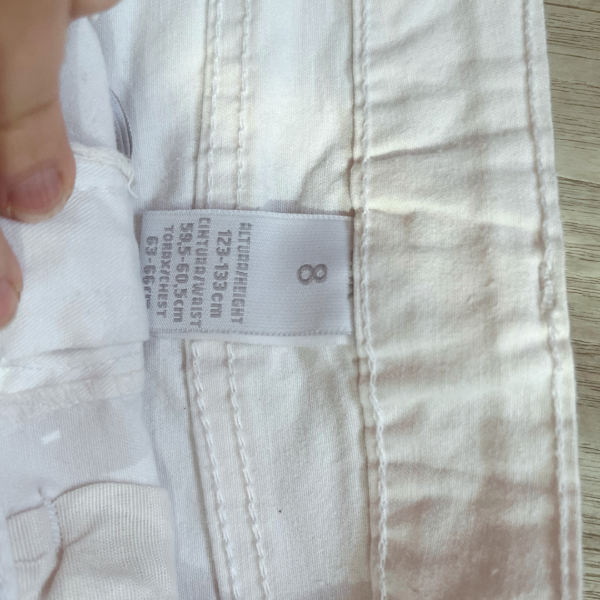 8
ALTURA/HEIGHT
123-133cm
CINTURA/WAIST
59,5-60,5cm
TORAX/CHEST
63-66cm